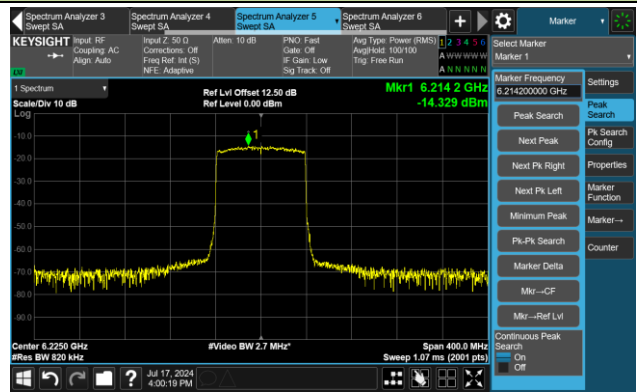 Spectrum Analyzer 3
Swept SA
Spectrum Analyzer 4
Swept SA
Spectrum Analyzer 5
Swept SA
Spectrum Analyzer 6
Swept SA
+
Marker
KEYSIGHT
Input: RF
Coupling: AC
Align: Auto
Input Z: 50 Ω
Corrections: Off
Freq Ref: Int (S)
NFE: Adaptive
Atten: 10 dB
PNO: Fast
Gate: Off
IF Gain: Low
Sig Track: Off
Avg Type: Power (RMS)
Avg|Hold: 100/100
Trig: Free Run
1 2 3 4 5 6
A W W W W W
A N N N N N
LVI
Select Marker
Marker 1
1 Spectrum
Scale/Div 10 dB
Log
Ref Lvl Offset 12.50 dB
Ref Level 0.00 dBm
Mkr1 6.214 2 GHz
-14.329 dBm
1
-10.0
-20.0
-30.0
-40.0
-50.0
-60.0
-70.0
-80.0
-90.0
Center 6.2250 GHz
#Res BW 820 kHz
#Video BW 2.7 MHz*
Span 400.0 MHz
Sweep 1.07 ms (2001 pts)
Marker Frequency
6.214200000 GHz
Peak Search
Next Peak
Next Pk Right
Next Pk Left
Minimum Peak
Pk-Pk Search
Marker Delta
Mkr→CF
Mkr→Ref Lvl
Continuous Peak
Search
On
Off
Settings
Peak
Search
Pk Search
Config
Properties
Marker
Function
Marker→
Counter
?
Jul 17, 2024
4:00:19 PM